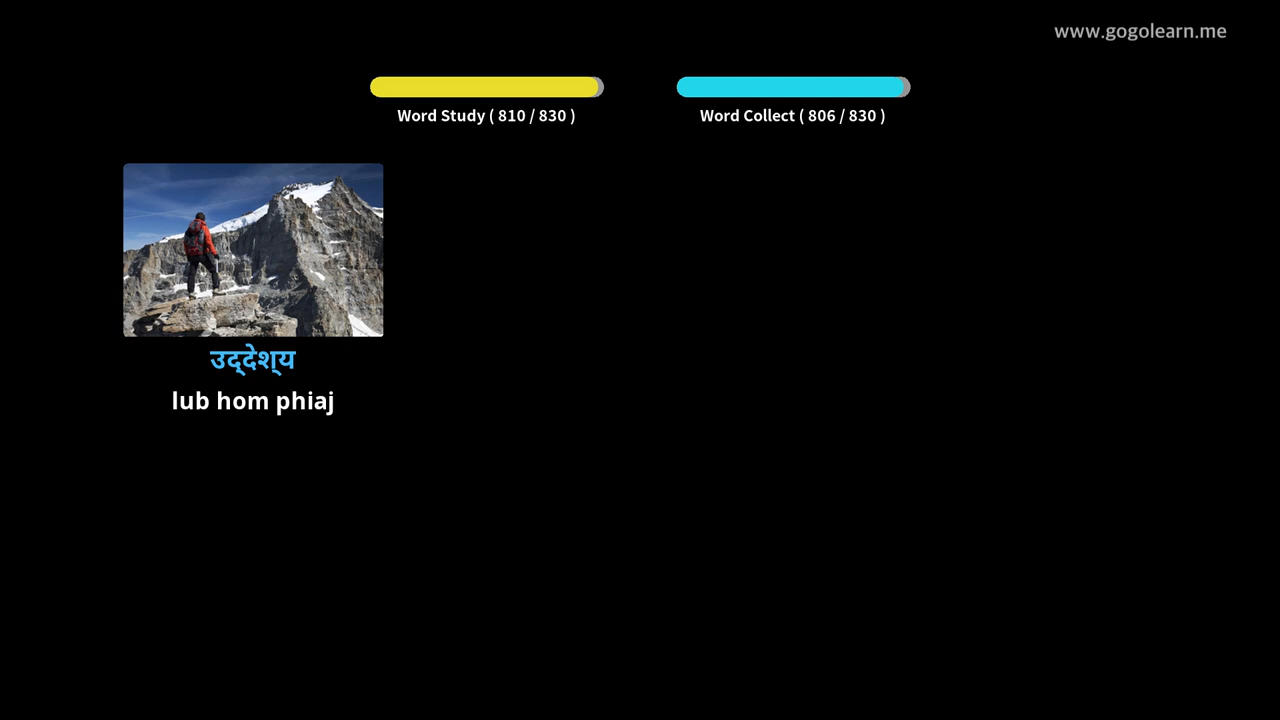 www.gogolearn.me
Word Study ( 810 / 830 )
Word Collect ( 806 / 830 )
उद्देश्य
lub hom phiaj